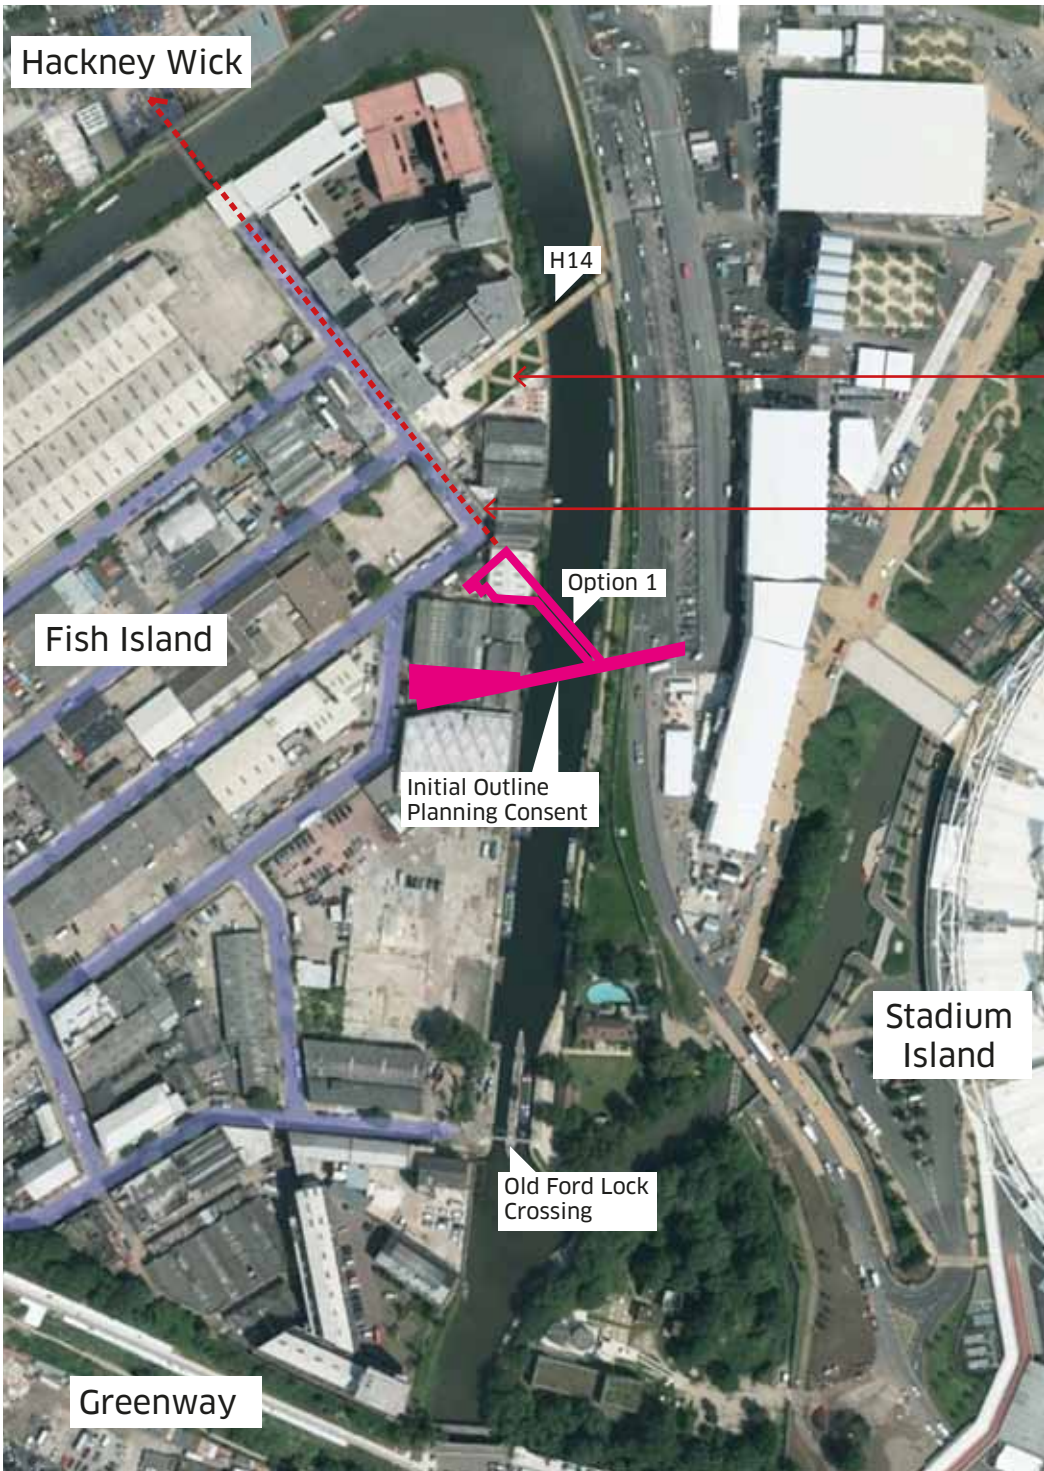 Hackney Wick
H14
Option 1
Fish Island
Initial Outline
Planning Consent
Stadium
Island
Old Ford Lock
Crossing
Greenway